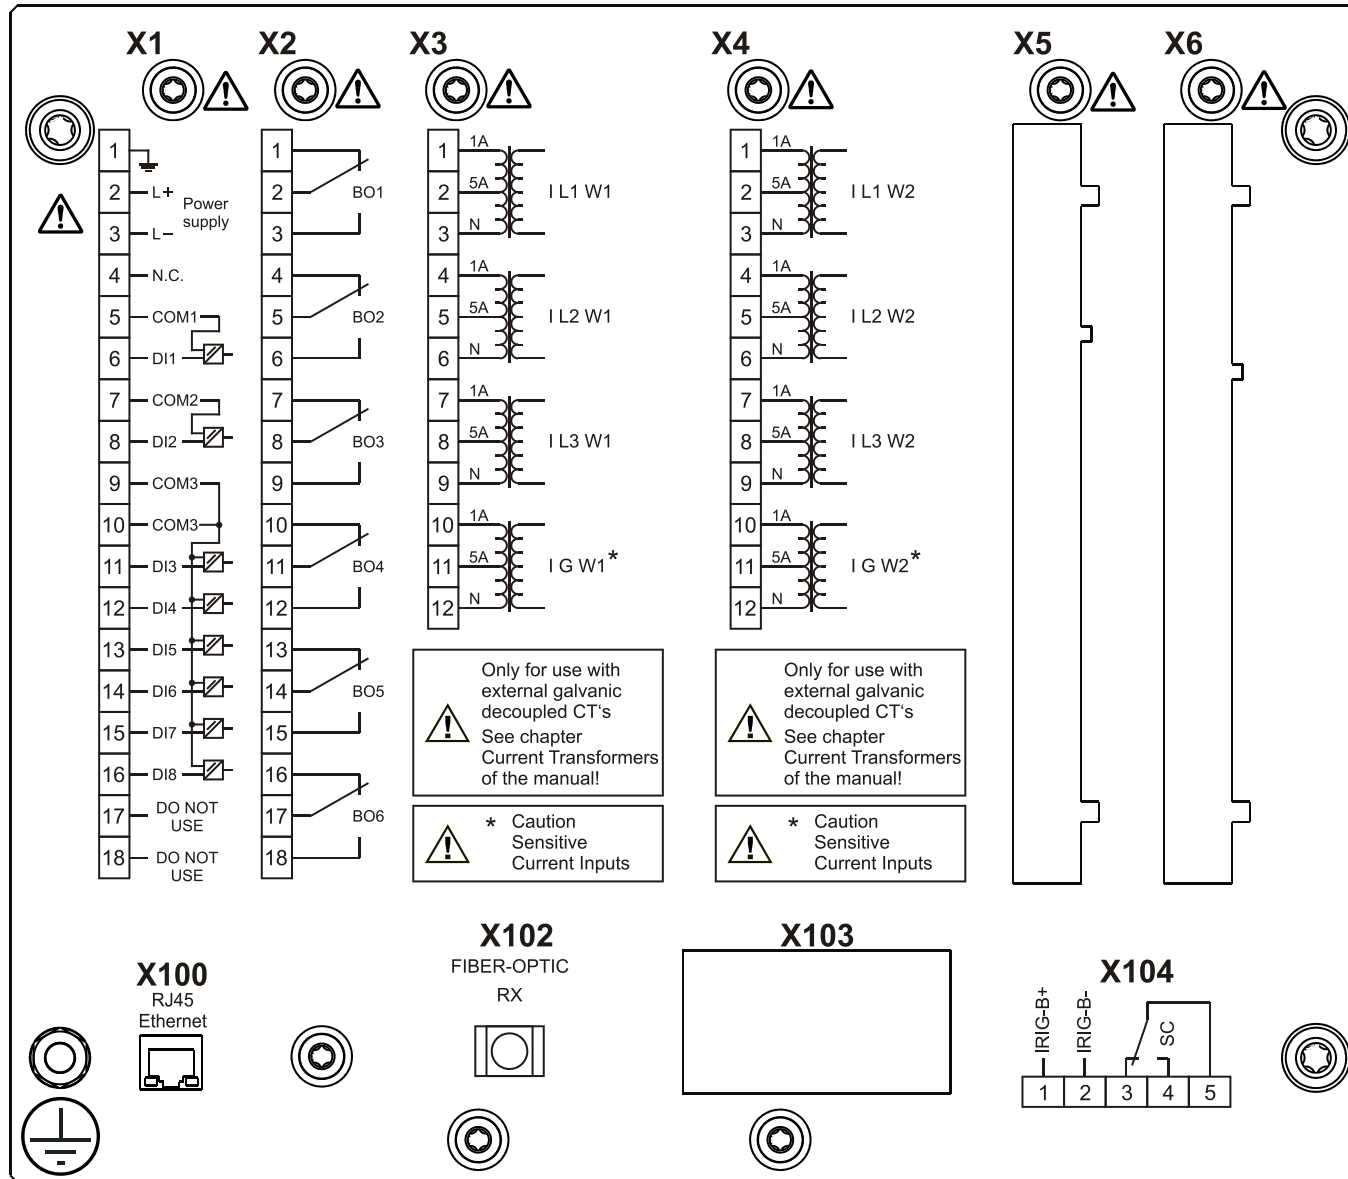 X1
1
2 L+ Power
supply
3 L-
4 N.C.
5 COM1
6 DI1
7 COM2
8 DI2
9 COM3
10 COM3
11 DI3
12 DI4
13 DI5
14 DI6
15 DI7
16 DI8
17 DO NOT
USE
18 DO NOT
USE
X2
1
2 BO1
3
4
5 BO2
6
7
8 BO3
9
10
11 BO4
12
13
14 BO5
15
16
17 BO6
18
X3
1 1A
2 5A I L1 W1
3 N
4 1A
5 5A I L2 W1
6 N
7 1A
8 5A I L3 W1
9 N
10 1A
11 5A I G W1*
12 N
Only for use with
external galvanic
decoupled CT‘s
See chapter
Current Transformers
of the manual!
* Caution
Sensitive
Current Inputs
X4
1 1A
2 5A I L1 W2
3 N
4 1A
5 5A I L2 W2
6 N
7 1A
8 5A I L3 W2
9 N
10 1A
11 5A I G W2*
12 N
Only for use with
external galvanic
decoupled CT‘s
See chapter
Current Transformers
of the manual!
* Caution
Sensitive
Current Inputs
X5
X6
X100
RJ45
Ethernet
X102
FIBER-OPTIC
RX
X103
X104
IRIG-B+
IRIG-B-
SC
1 2 3 4 5